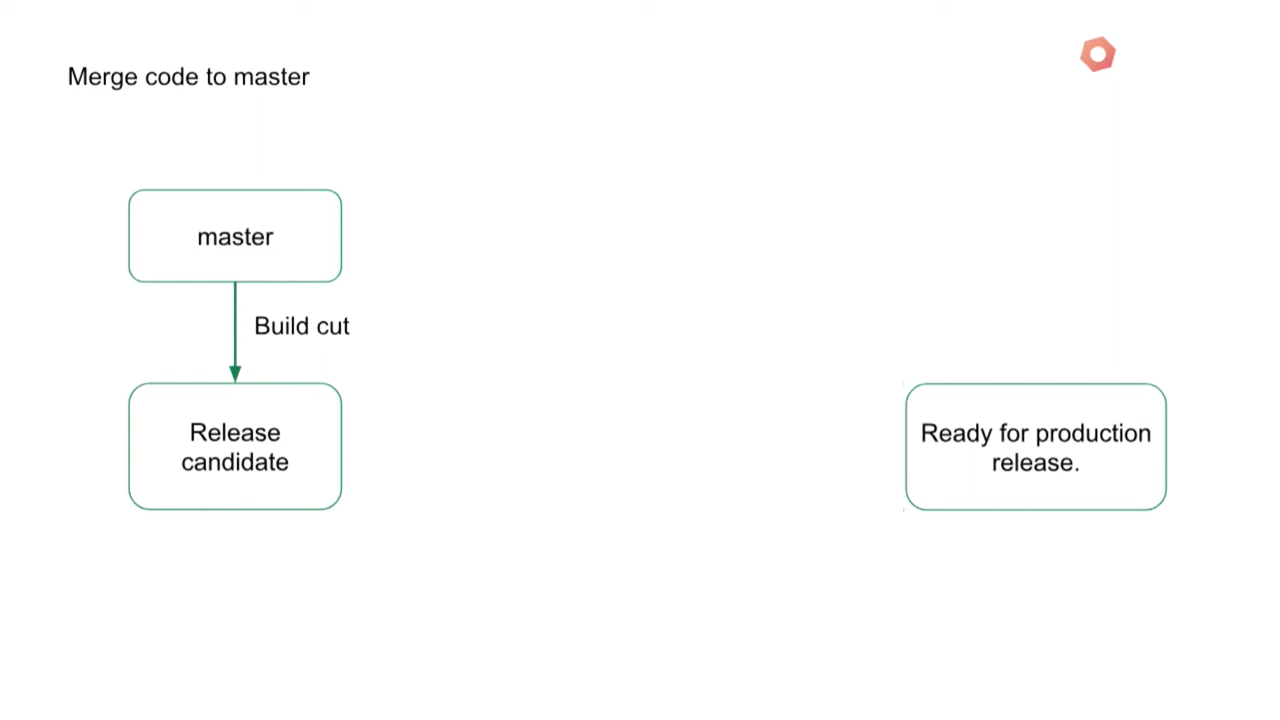 Merge code to master
master
Build cut
Release
candidate
Ready for production
release.